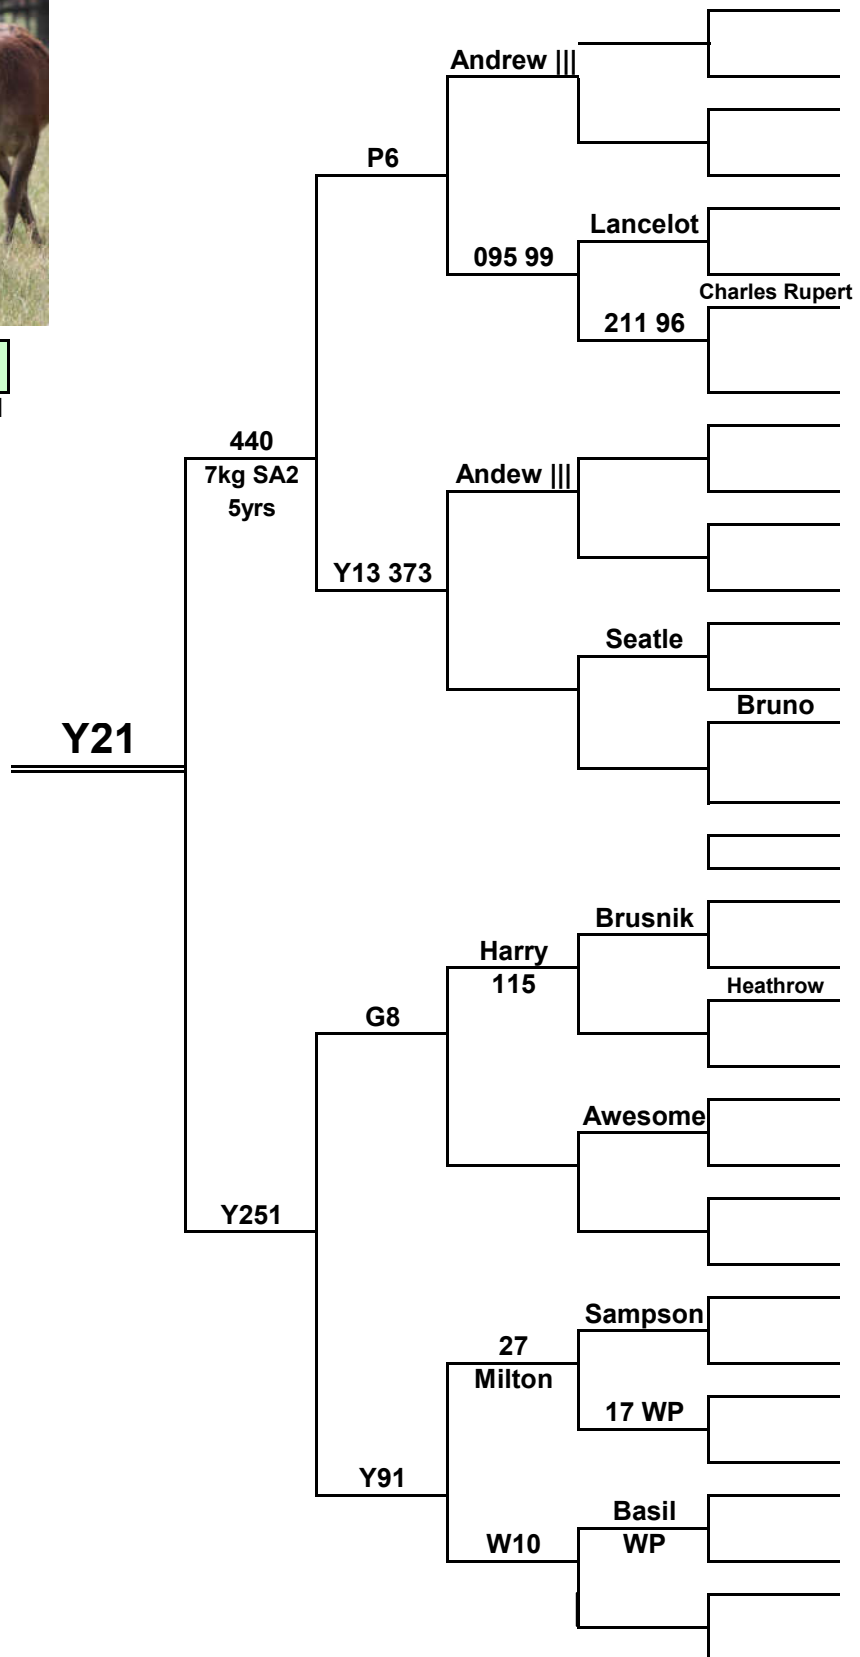 Andrew |||
P6
Lancelot
095 99
Charles Rupert
211 96
440
7kg SA2
5yrs
Andew |||
Y13 373
Seatle
Bruno
Y21
Brusnik
Harry
115
Heathrow
G8
Awesome
Y251
Sampson
27
Milton
17 WP
Y91
Basil
W10
WP